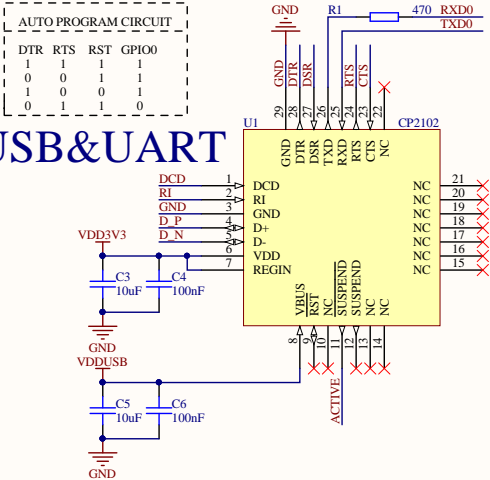 AUTO PROGRAM CIRCUIT
DTR RTS RST GPIO0
1 1 1 1
0 0 1 1
1 0 0 1
0 1 1 0
USB&UART
GND
R1 470 RXD0
TXD0
GND DTR DSR RTS CTS
29 28 27 26 25 24 23 22
U1 CP2102
GND DTR DSR TXD RXD RTS CTS NC
DCD 1 DCD NC 21
RI 2 RI NC 20
GND 3 GND NC 19
D_P 4 D+ NC 18
D_N 5 D- NC 17
VDD3V3 6 VDD NC 16
7 REGIN NC 15
C3 10uF
C4 100nF
GND
VBUS RST NC SUSPEND SUSPEND NC NC
8 9 10 11 12 13 14
VDDUSB
ACTIVE
C5 10uF
C6 100nF
GND